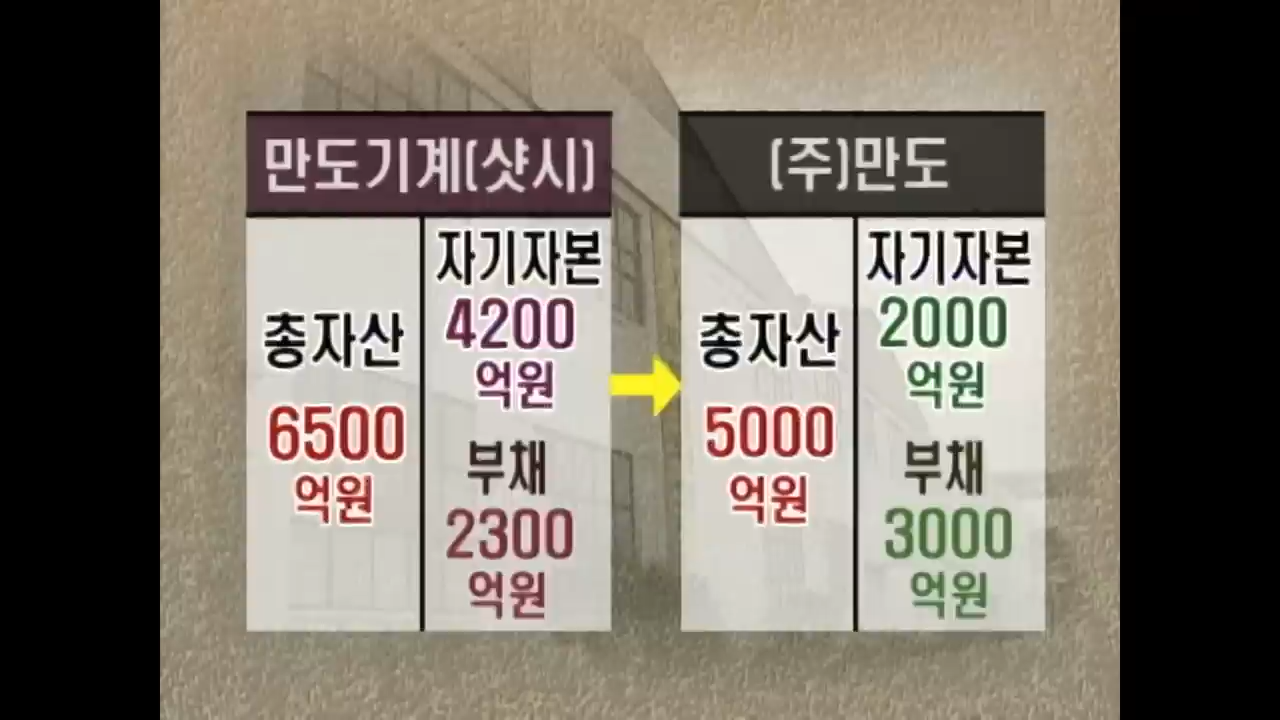 만도기계(샷시)
총자산
6500
억원
자기자본
4200
억원
부채
2300
억원
(주)만도
총자산
5000
억원
자기자본
2000
억원
부채
3000
억원